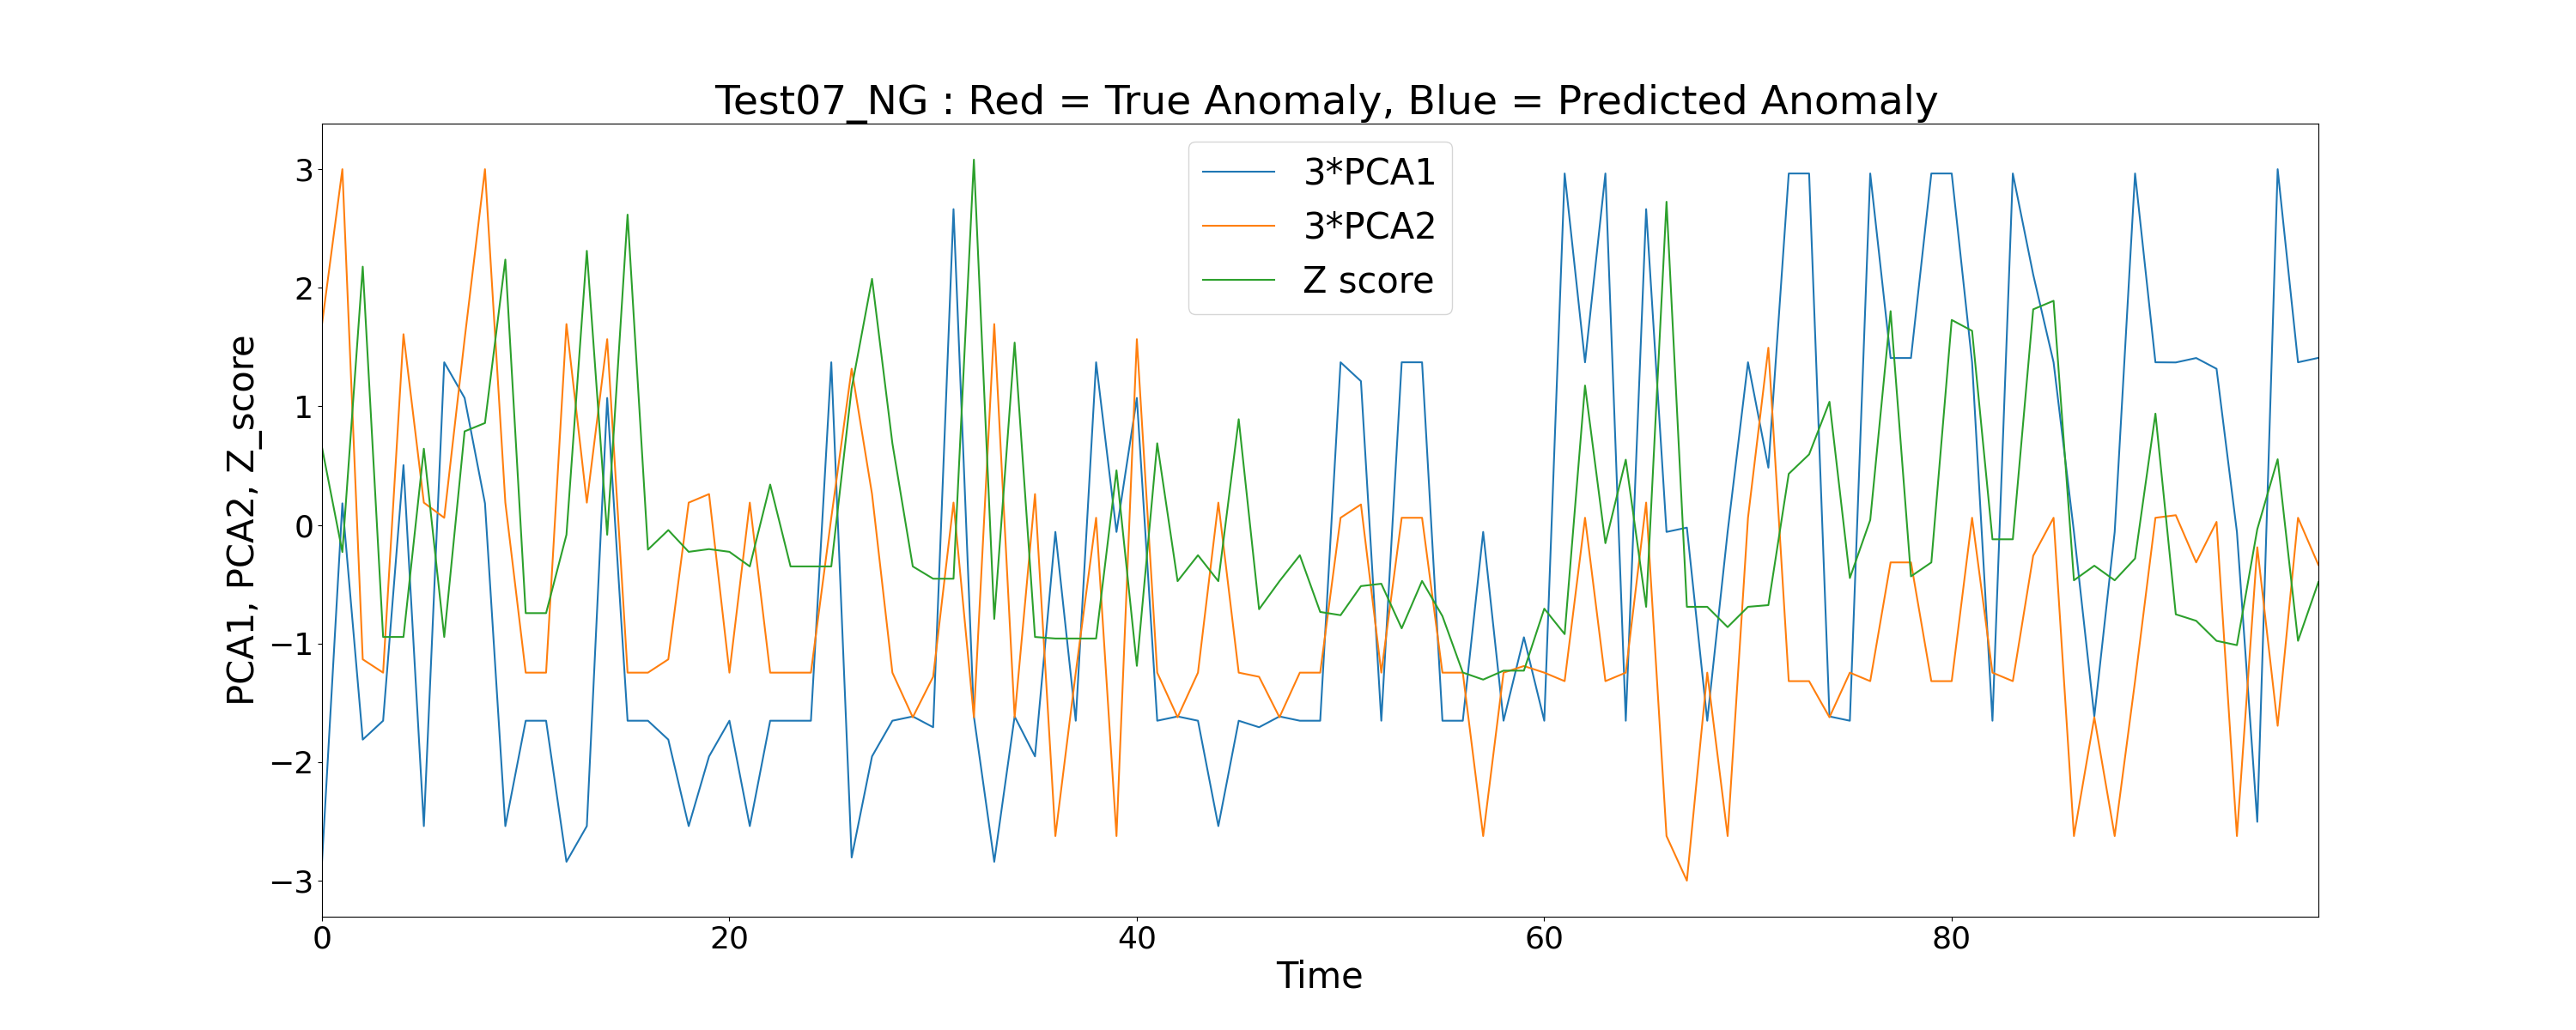 Test07_NG : Red = True Anomaly, Blue = Predicted Anomaly
3*PCA1
3*PCA2
Z score
PCA1, PCA2, Z_score
3
2
1
0
−1
−2
−3
0 20 40 60 80
Time